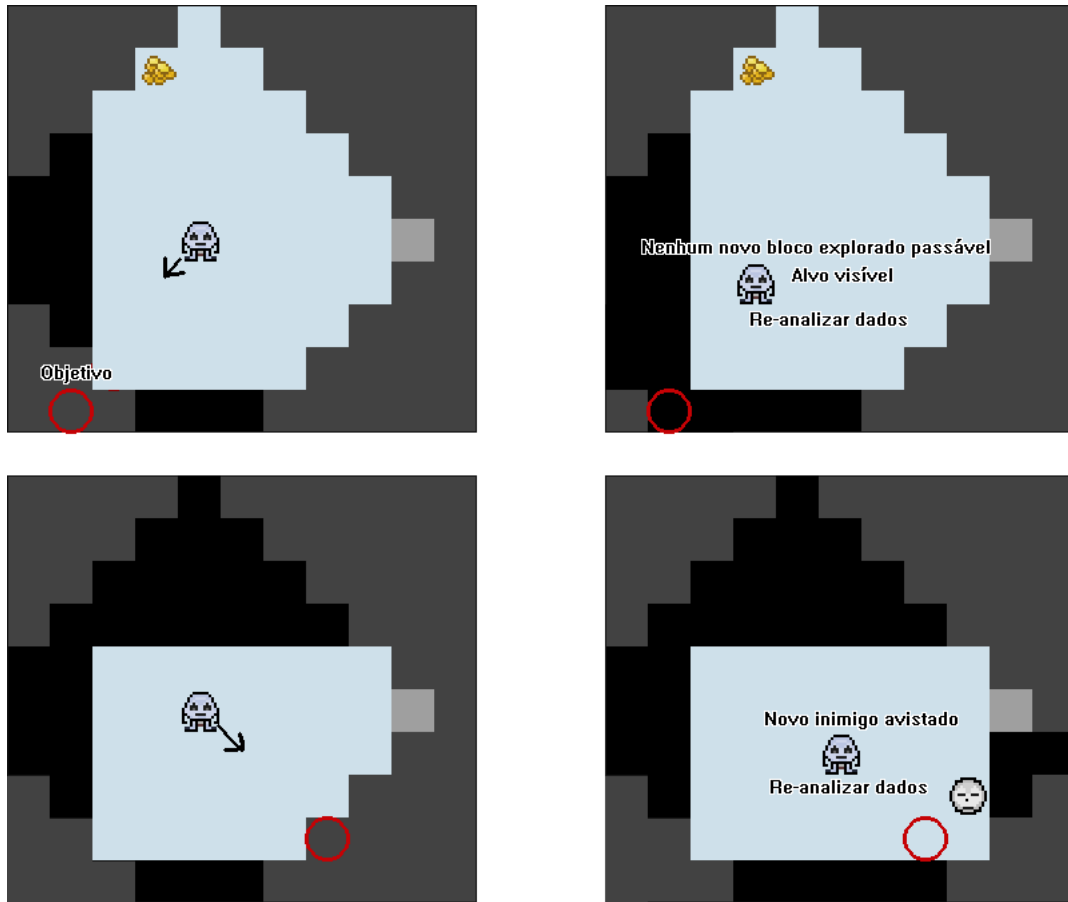 Objetivo
Nenhum novo bloco explorado passável
Alvo visível
Re-analizar dados
Novo inimigo avistado
Re-analizar dados